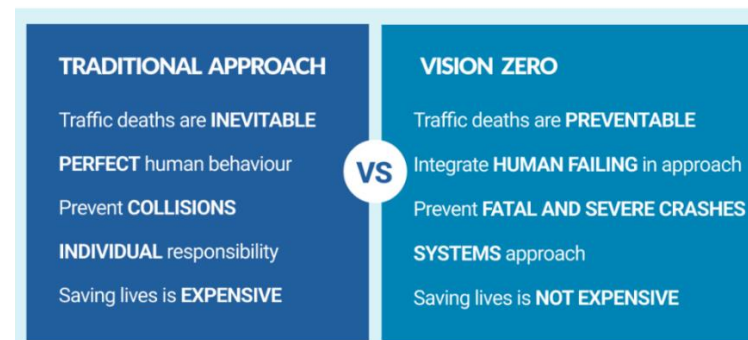 TRADITIONAL APPROACH
Traffic deaths are INEVITABLE
PERFECT human behaviour
Prevent COLLISIONS
INDIVIDUAL responsibility
Saving lives is EXPENSIVE
VS
VISION ZERO
Traffic deaths are PREVENTABLE
Integrate HUMAN FAILING in approach
Prevent FATAL AND SEVERE CRASHES
SYSTEMS approach
Saving lives is NOT EXPENSIVE